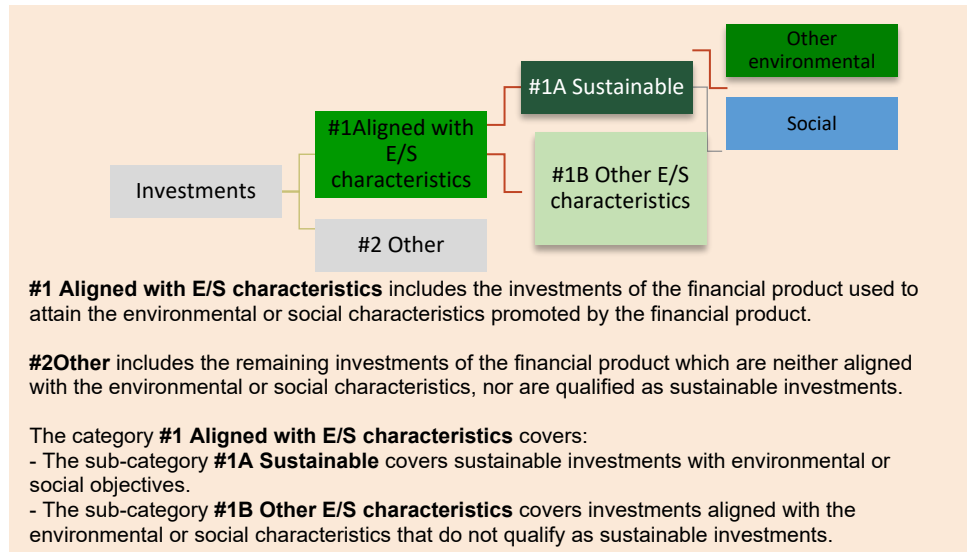 Other
environmental
#1A Sustainable
Social
#1Aligned with
E/S
characteristics
#1B Other E/S
characteristics
Investments
#2 Other
#1 Aligned with E/S characteristics includes the investments of the financial product used to
attain the environmental or social characteristics promoted by the financial product.
#2Other includes the remaining investments of the financial product which are neither aligned
with the environmental or social characteristics, nor are qualified as sustainable investments.
The category #1 Aligned with E/S characteristics covers:
- The sub-category #1A Sustainable covers sustainable investments with environmental or
social objectives.
- The sub-category #1B Other E/S characteristics covers investments aligned with the
environmental or social characteristics that do not qualify as sustainable investments.